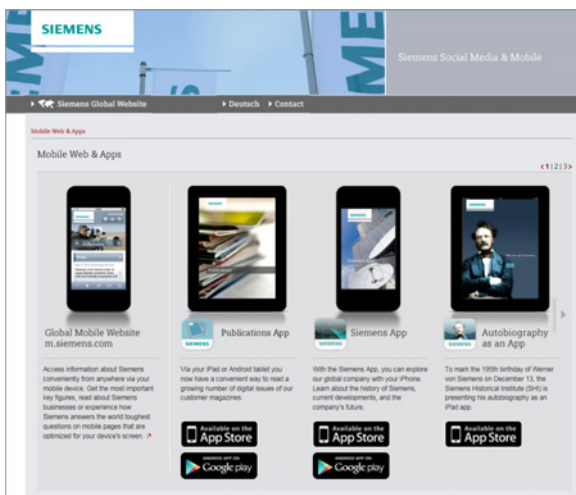 SIEMENS
Siemens Social Media & Mobile
Siemens Global Website
Deutsch
Contact
Mobile Web & Apps
Mobile Web & Apps
<1|2|3>
Global Mobile Website
m.siemens.com
Access information about Siemens
conveniently from anywhere via your
mobile device. Get the most important
key figures, read about Siemens
businesses or experience how
Siemens answers the world toughest
questions on mobile pages that are
optimized for your device's screen.
Publications
SIEMENS
Publications App
Via your iPad or Android tablet you
now have a convenient way to read a
growing number of digital issues of our
customer magazines.
Available on the
App Store
ANDROID APP ON
Google play
SIEMENS
Siemens App
With the Siemens App, you can explore
our global company with your iPhone.
Learn about the history of Siemens,
current developments, and the
company's future.
Available on the
App Store
ANDROID APP ON
Google play
SIEMENS
Autobiography
as an App
To mark the 195th birthday of Werner
von Siemens on December 13, the
Siemens Historical Institute (SHI) is
presenting his autobiography as an
iPad app.
Available on the
App Store